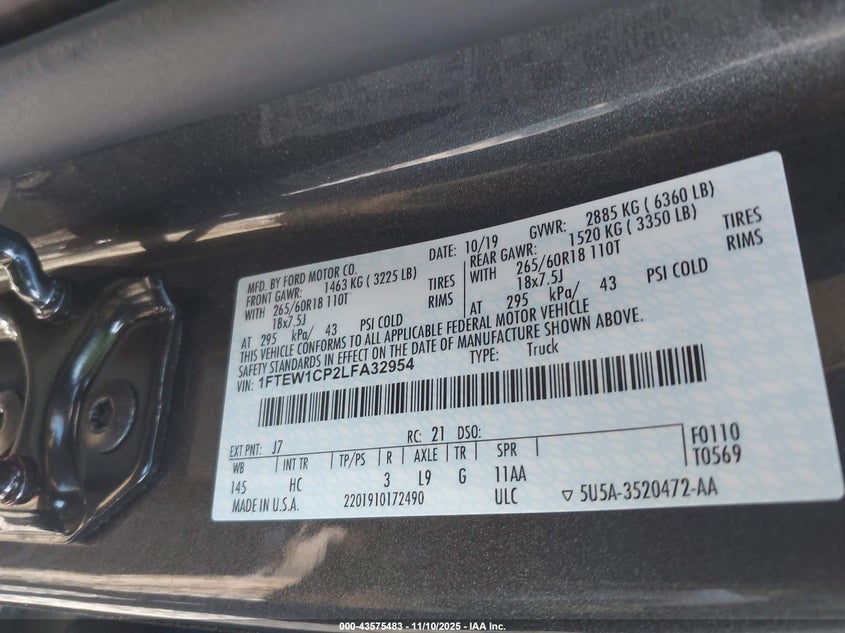 MFD. BY FORD MOTOR CO.
DATE: 10/19 GVWR: 2885 KG ( 6360 LB)
FRONT GAWR: 1463 KG ( 3225 LB)
REAR GAWR: 1520 KG ( 3350 LB)
WITH 265/60R18 110T TIRES
WITH 265/60R18 110T TIRES
18x7.5J RIMS
18x7.5J RIMS
AT 295 kPa/ 43 PSI COLD
AT 295 kPa/ 43 PSI COLD
THIS VEHICLE CONFORMS TO ALL APPLICABLE FEDERAL MOTOR VEHICLE
SAFETY STANDARDS IN EFFECT ON THE DATE OF MANUFACTURE SHOWN ABOVE.
VIN: 1FTEW1CP2LFA32954 TYPE: Truck
EXT PNT: J7 RC: 21 DSO:
WB INT TR TP/PS R AXLE TR SPR
145 HC 3 L9 G 11AA
F0110
T0569
MADE IN U.S.A. 2201910172490 ULC ▽ 5U5A-3520472-AA
000-43575483 - 11/10/2025 - IAA Inc.